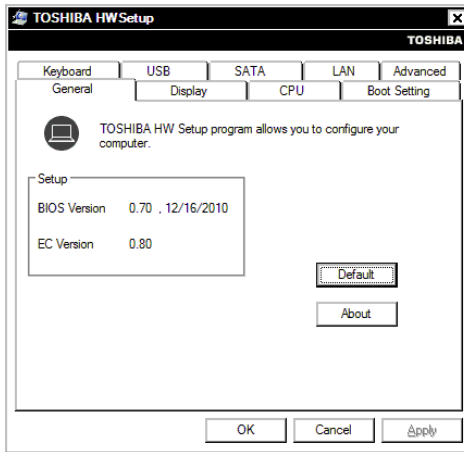 TOSHIBA HWSetup
TOSHIBA
Keyboard USB SATA LAN Advanced
General Display CPU Boot Setting
TOSHIBA HW Setup program allows you to configure your
computer.
Setup
BIOS Version 0.70 , 12/16/2010
EC Version 0.80
Default
About
OK Cancel Apply